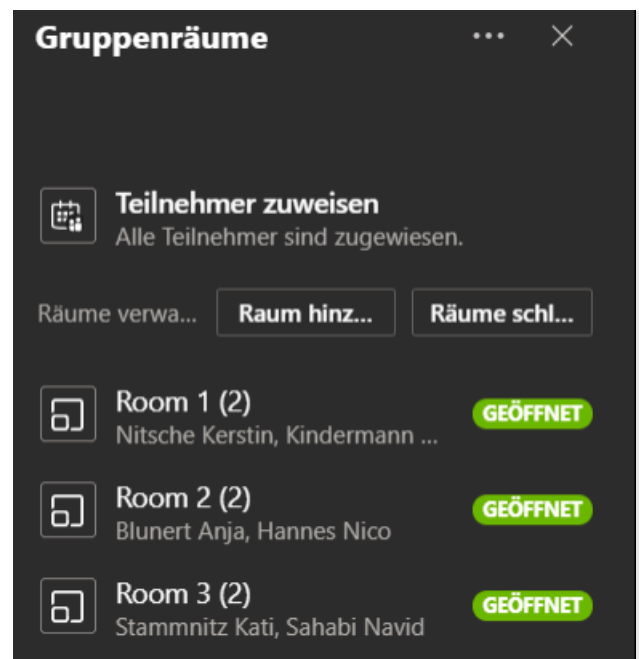 Gruppenräume
Teilnehmer zuweisen
Alle Teilnehmer sind zugewiesen.
Räume verwa... Raum hinz... Räume schl...
Room 1 (2) GEÖFFNET
Nitsche Kerstin, Kindermann ...
Room 2 (2) GEÖFFNET
Blunert Anja, Hannes Nico
Room 3 (2) GEÖFFNET
Stammnitz Kati, Sahabi Navid